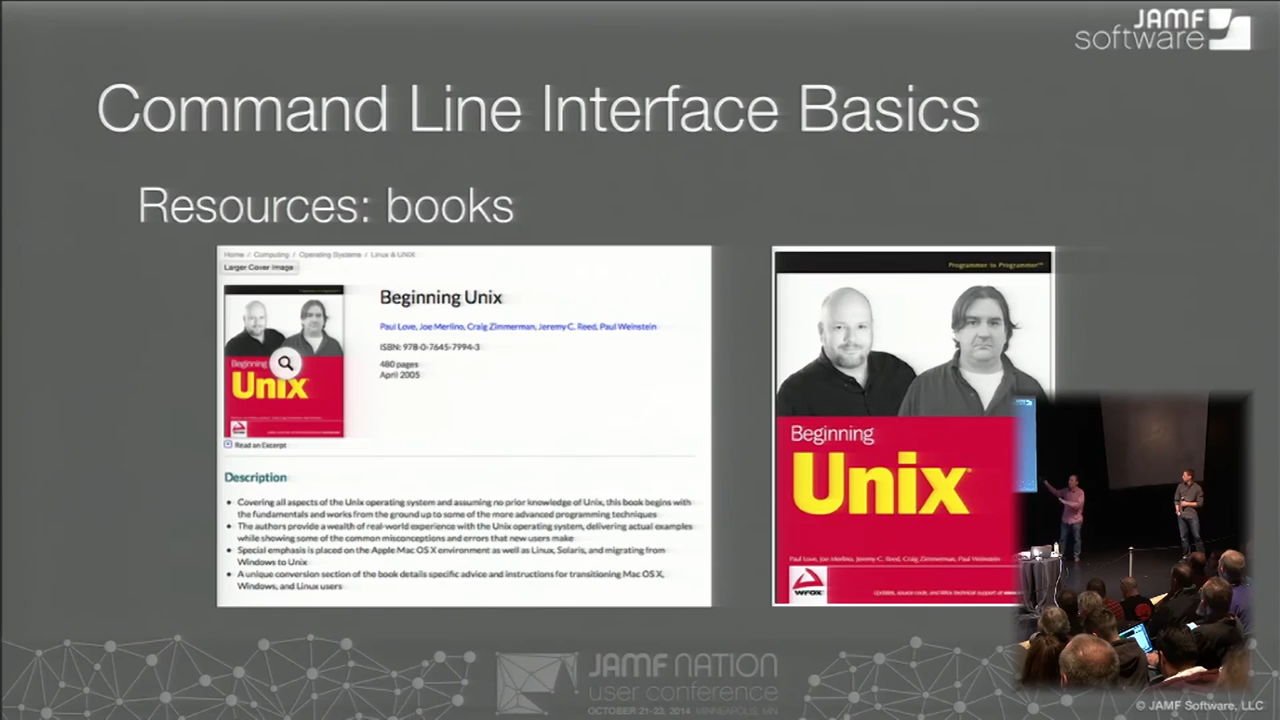 JAMF
software
Command Line Interface Basics
Resources: books
Home / Computing / Operating Systems / Linux & UNIX
Larger Cover Image
Beginning Unix
Paul Love, Joe Merlino, Craig Zimmerman, Jeremy C. Reed, Paul Weinstein
ISBN: 978-0-7645-7994-3
480 pages
April 2005
Beginning
Unix
Read an Excerpt
Description
• Covering all aspects of the Unix operating system and assuming no prior knowledge of Unix, this book begins with
the fundamentals and works from the ground up to some of the more advanced programming techniques
• The authors provide a wealth of real-world experience with the Unix operating system, delivering actual examples
while showing some of the common misconceptions and errors that new users make
• Special emphasis is placed on the Apple Mac OS X environment as well as Linux, Solaris, and migrating from
Windows to Unix
• A unique conversion section of the book details specific advice and instructions for transitioning Mac OS X,
Windows, and Linux users
Programmer to Programmer™
Beginning
Unix®
Paul Love, Joe Merlino, Jeremy C. Reed, Craig Zimmerman, Paul Weinstein
wrox
Updates, source code, and Wrox technical support at
JAMF NATION
user conference
OCTOBER 21-23, 2014 MINNEAPOLIS, MN
© JAMF Software, LLC